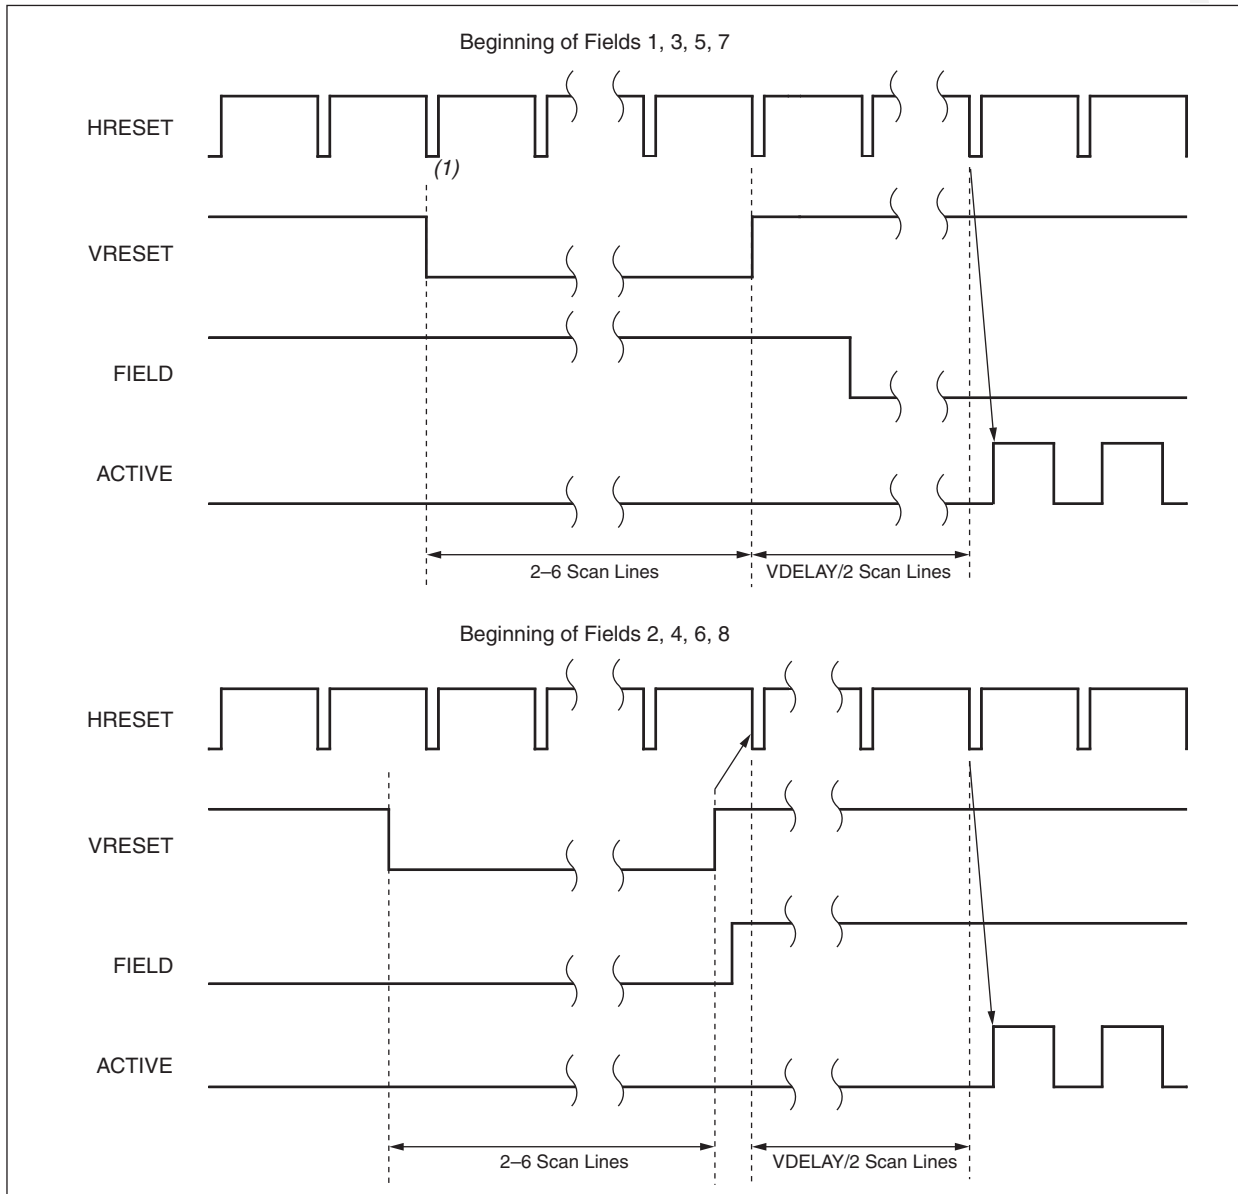 Beginning of Fields 1, 3, 5, 7
HRESET
(1)
VRESET
FIELD
ACTIVE
2–6 Scan Lines
VDELAY/2 Scan Lines
Beginning of Fields 2, 4, 6, 8
HRESET
VRESET
FIELD
ACTIVE
2–6 Scan Lines
VDELAY/2 Scan Lines